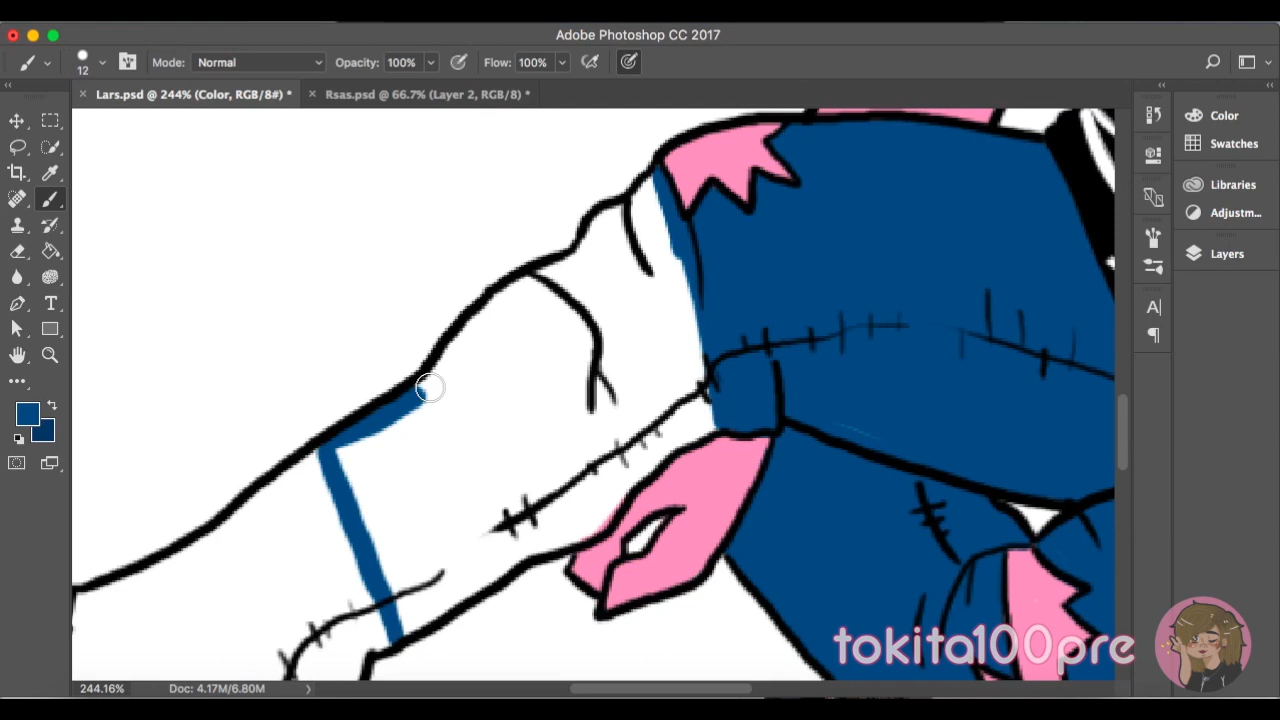 Adobe Photoshop CC 2017
12 Mode: Normal Opacity: 100% Flow: 100%
× Lars.psd @ 244% (Color, RGB/8#) * × Rsas.psd @ 66.7% (Layer 2, RGB/8) *
Color
Swatches
Libraries
Adjustm...
Layers
tokita100pre
244.16% Doc: 4.17M/6.80M